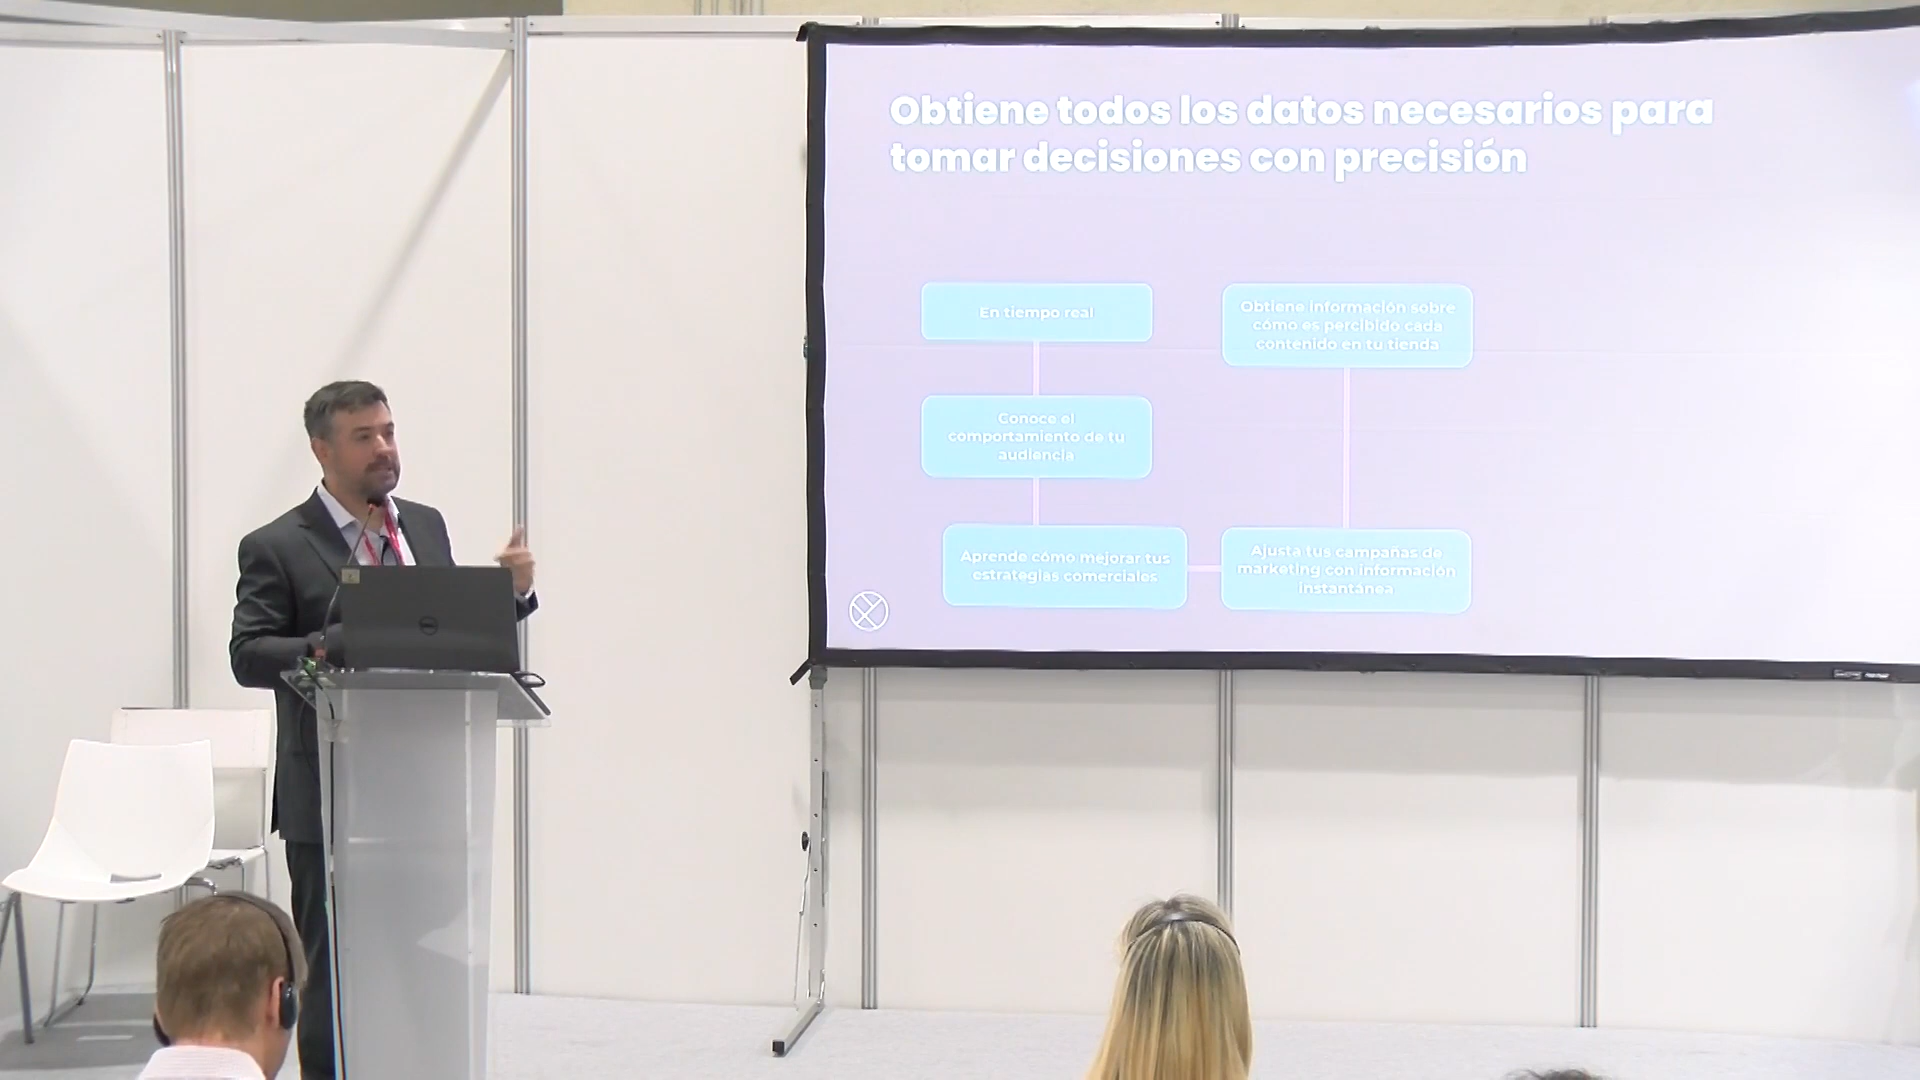 Obtiene todos los datos necesarios para
tomar decisiones con precisión
En tiempo real
Conoce el
comportamiento de tu
audiencia
Aprende cómo mejorar tus
estrategias comerciales
Obtiene información sobre
cómo es percibido cada
contenido en tu tienda
Ajusta tus campañas de
marketing con información
instantánea
DELL